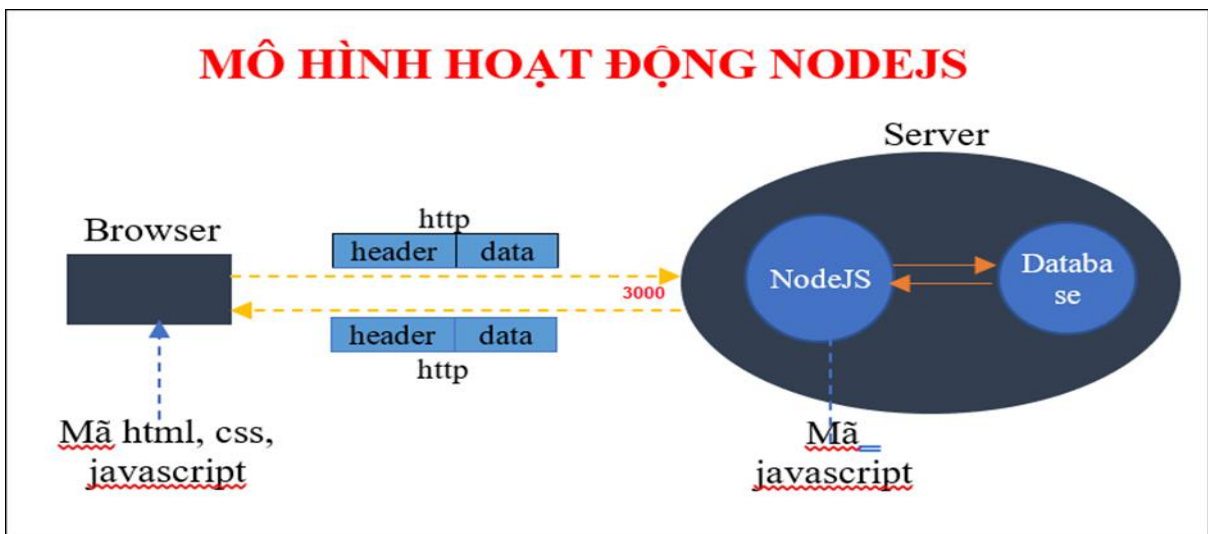 MÔ HÌNH HOẠT ĐỘNG NODEJS
Server
Browser
http
header data
3000
header data
http
NodeJS
Databa
se
Mã html, css,
javascript
Mã
javascript